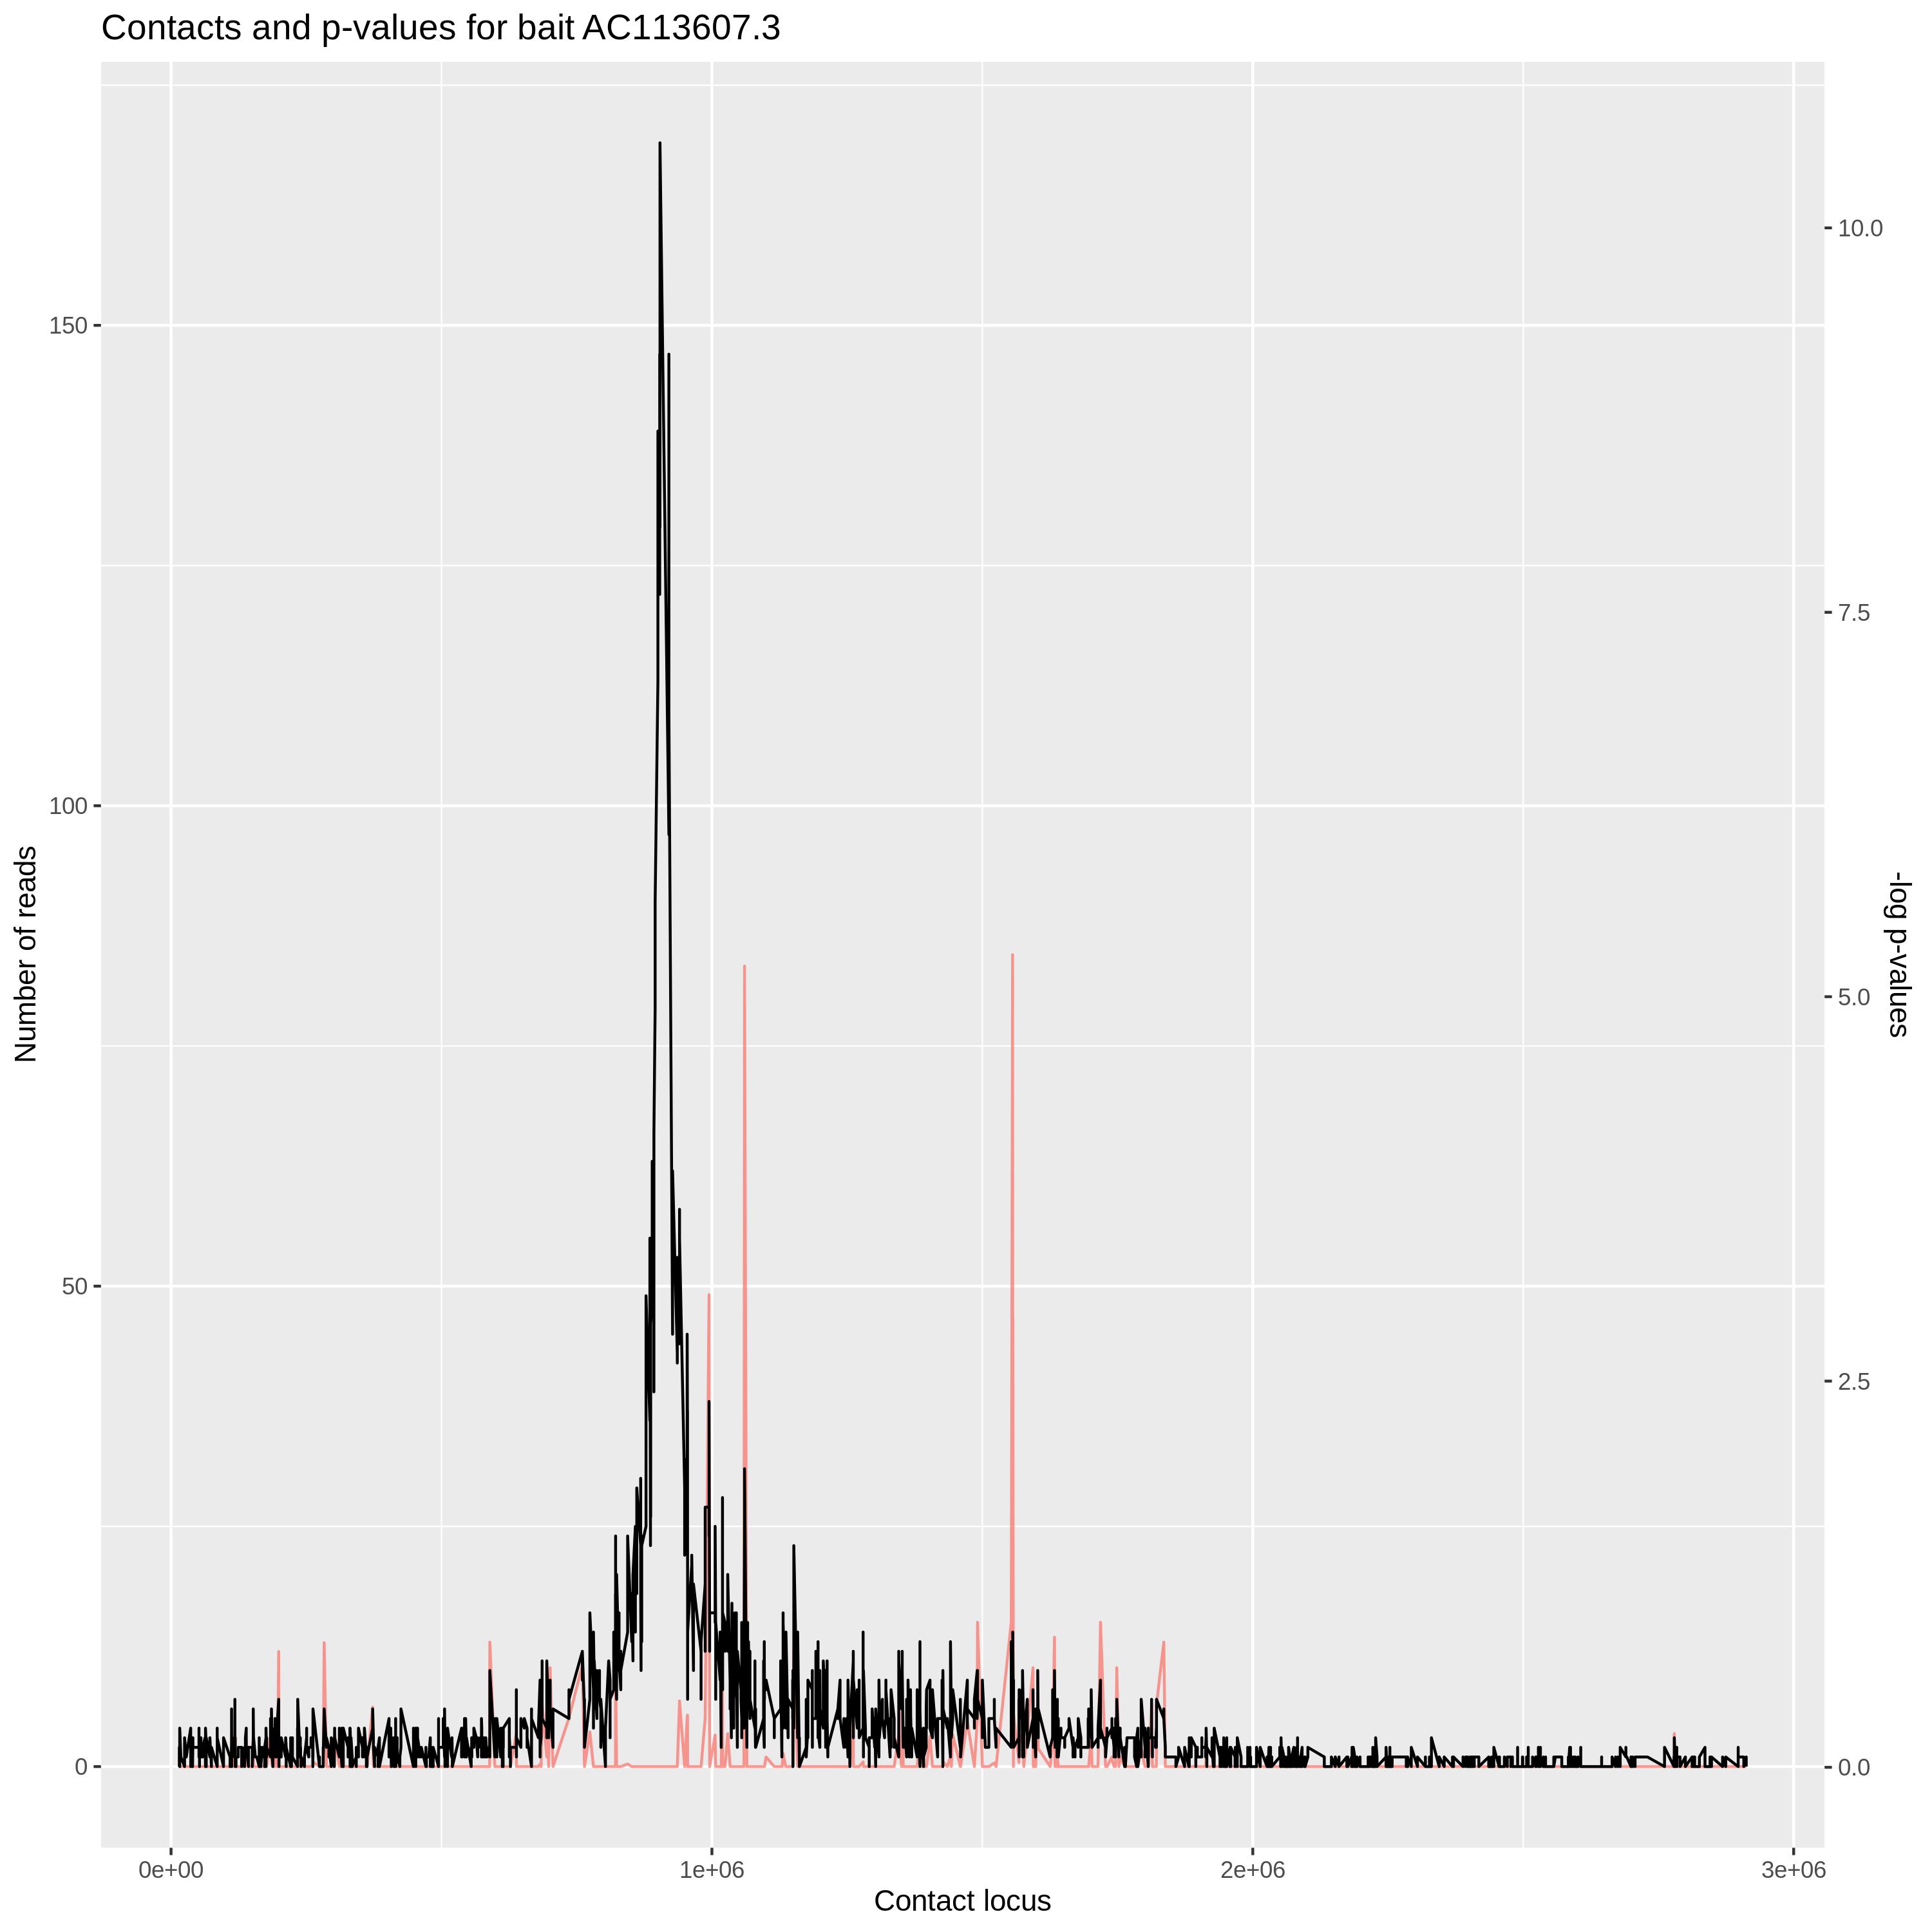 Contacts and p-values for bait AC113607.3
150
100
50
0
Number of reads
10.0
7.5
5.0
2.5
0.0
-log p-values
0e+00
1e+06
2e+06
3e+06
Contact locus